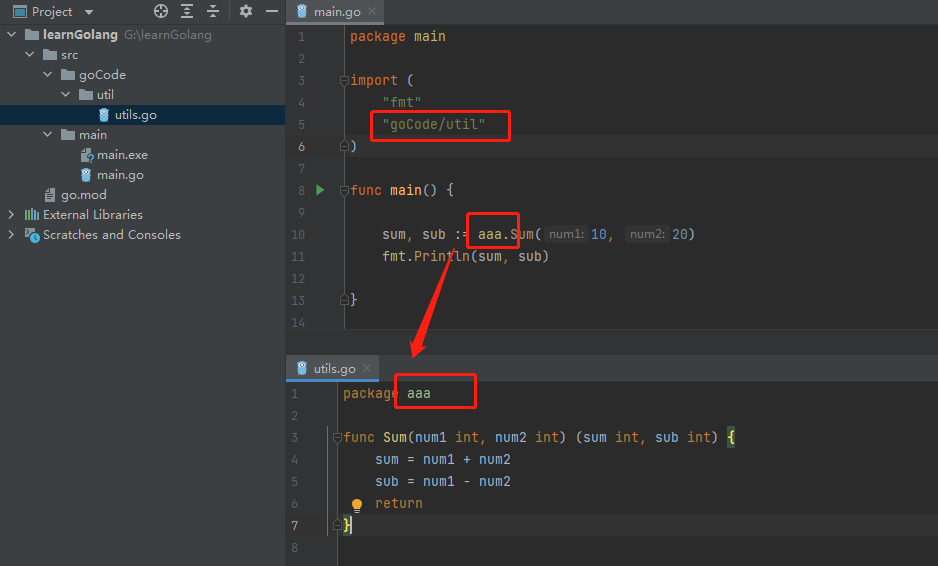 Project
learnGolang G:\learnGolang
src
goCode
util
utils.go
main
main.exe
main.go
go.mod
External Libraries
Scratches and Consoles
main.go
1 package main
2
3 import (
4 "fmt"
5 "goCode/util"
6 )
7
8 func main() {
9
10 sum, sub := aaa.Sum( num1: 10, num2: 20)
11 fmt.Println(sum, sub)
12
13 }
14
utils.go
1 package aaa
2
3 func Sum(num1 int, num2 int) (sum int, sub int) {
4 sum = num1 + num2
5 sub = num1 - num2
6 return
7 }
8